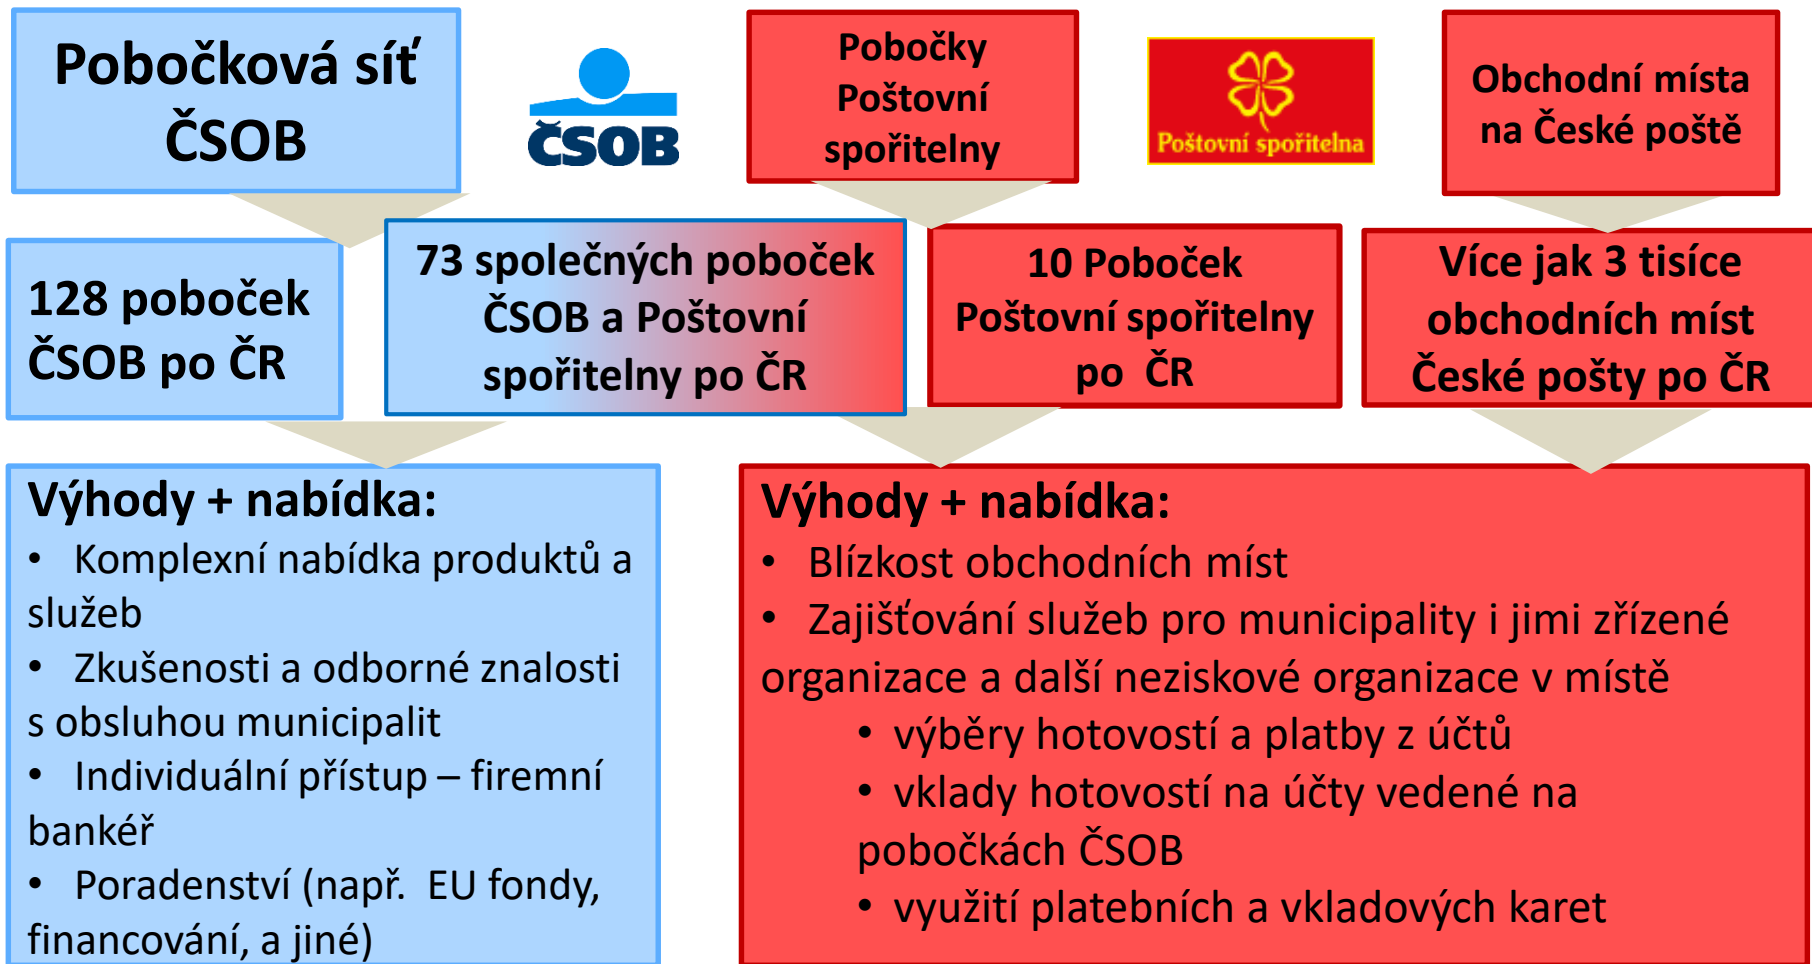 Pobočková síť
ČSOB
ČSOB
Pobočky
Poštovní
spořitelny
Poštovní spořitelna
Obchodní místa
na České poště
128 poboček
ČSOB po ČR
73 společných poboček
ČSOB a Poštovní
spořitelny po ČR
10 Poboček
Poštovní spořitelny
po ČR
Více jak 3 tisíce
obchodních míst
České pošty po ČR
Výhody + nabídka:
• Komplexní nabídka produktů a
služeb
• Zkušenosti a odborné znalosti
s obsluhou municipalit
• Individuální přístup – firemní
bankéř
• Poradenství (např. EU fondy,
financování, a jiné)
Výhody + nabídka:
• Blízkost obchodních míst
• Zajišťování služeb pro municipality i jimi zřízené
organizace a další neziskové organizace v místě
• výběry hotovostí a platby z účtů
• vklady hotovostí na účty vedené na
pobočkách ČSOB
• využití platebních a vkladových karet